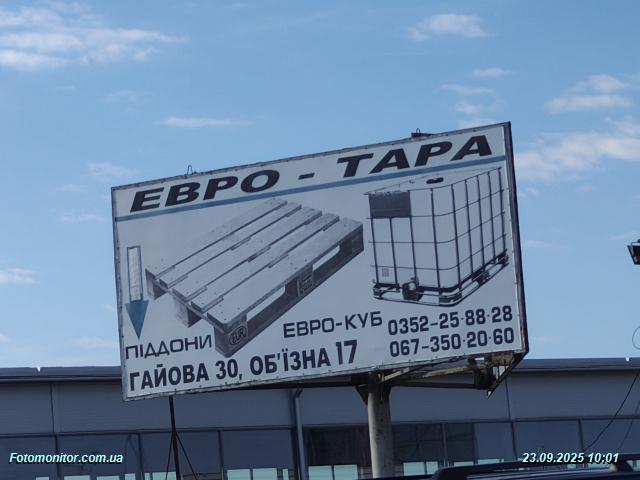 ЕВРО - ТАРА
EUR
ПІДДОНИ
ЕВРО-КУБ
0352-25-88-28
067-350-20-60
ГАЙОВА 30, ОБ'ЇЗНА 17
Fotomonitor.com.ua
23.09.2025 10:01